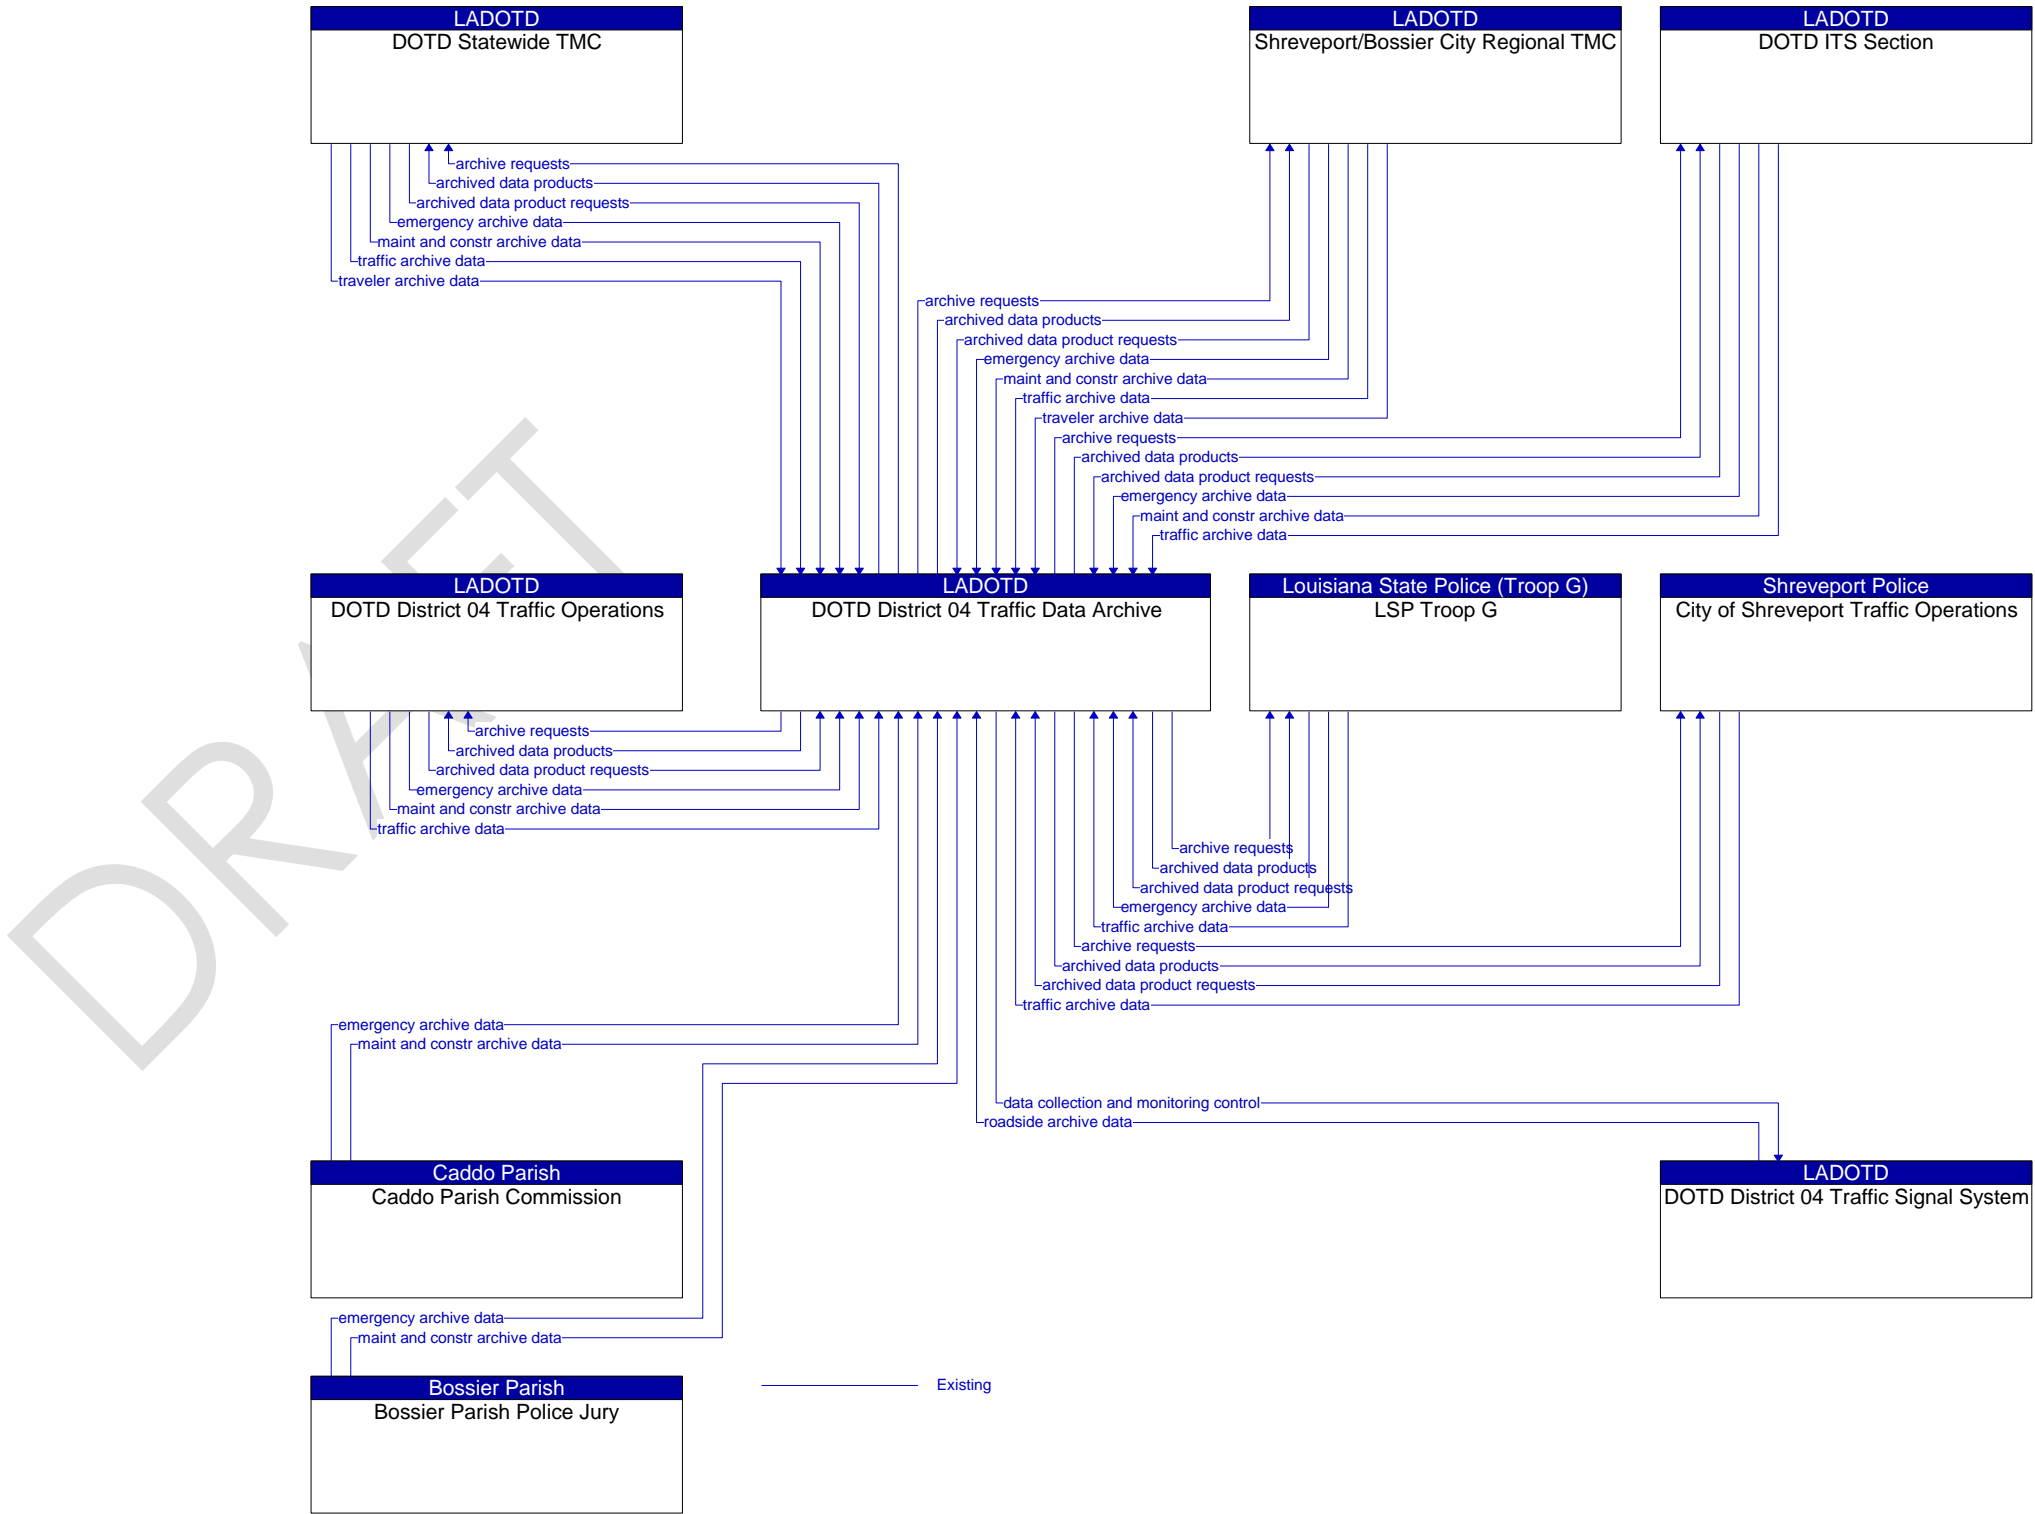 LADOTD
DOTD Statewide TMC
LADOTD
Shreveport/Bossier City Regional TMC
LADOTD
DOTD ITS Section
archive requests
archived data products
archived data product requests
emergency archive data
maint and constr archive data
traffic archive data
traveler archive data
archive requests
archived data products
archived data product requests
emergency archive data
maint and constr archive data
traffic archive data
traveler archive data
archive requests
archived data products
archived data product requests
emergency archive data
maint and constr archive data
traffic archive data
LADOTD
DOTD District 04 Traffic Operations
LADOTD
DOTD District 04 Traffic Data Archive
Louisiana State Police (Troop G)
LSP Troop G
Shreveport Police
City of Shreveport Traffic Operations
archive requests
archived data products
archived data product requests
emergency archive data
maint and constr archive data
traffic archive data
archive requests
archived data products
archived data product requests
emergency archive data
traffic archive data
archive requests
archived data products
archived data product requests
traffic archive data
emergency archive data
maint and constr archive data
data collection and monitoring control
roadside archive data
Caddo Parish
Caddo Parish Commission
LADOTD
DOTD District 04 Traffic Signal System
emergency archive data
maint and constr archive data
Bossier Parish
Bossier Parish Police Jury
Existing
DRAFT